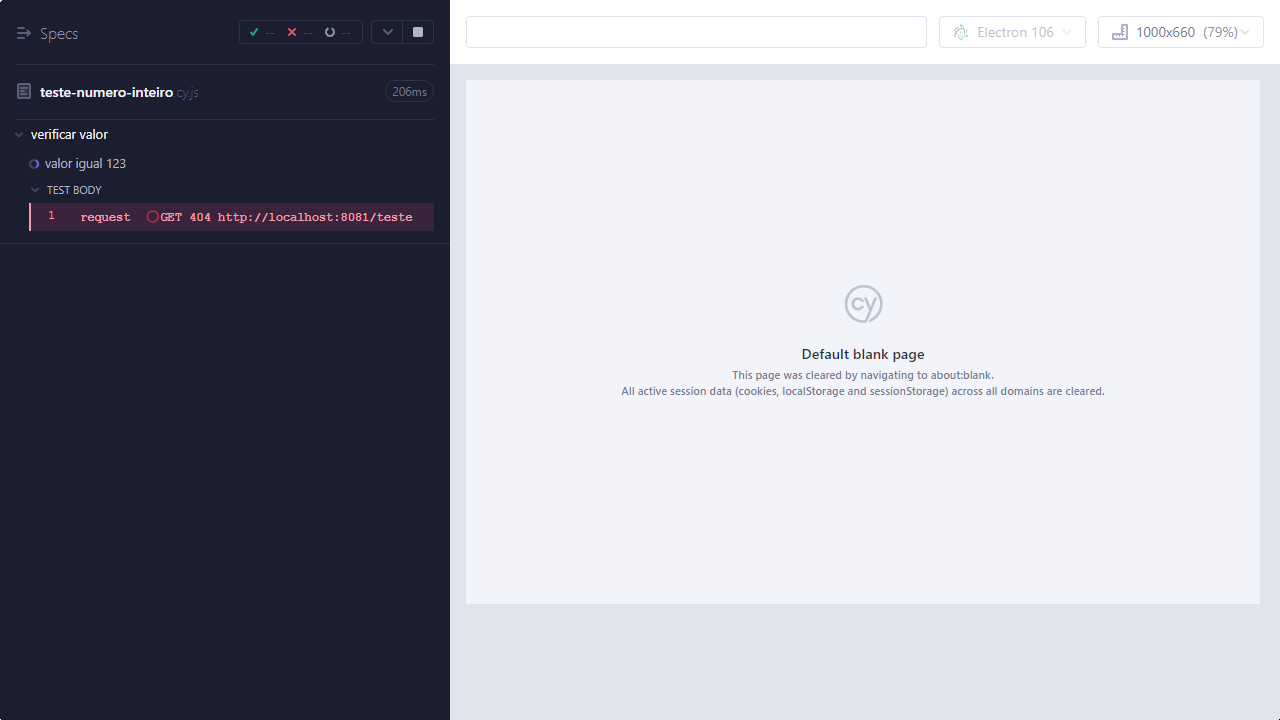 Specs
--
--
--
Electron 106
1000x660 (79%)
teste-numero-inteiro.cy.js
206ms
verificar valor
valor igual 123
TEST BODY
1 request GET 404 http://localhost:8081/teste
cy
Default blank page
This page was cleared by navigating to about:blank.
All active session data (cookies, localStorage and sessionStorage) across all domains are cleared.